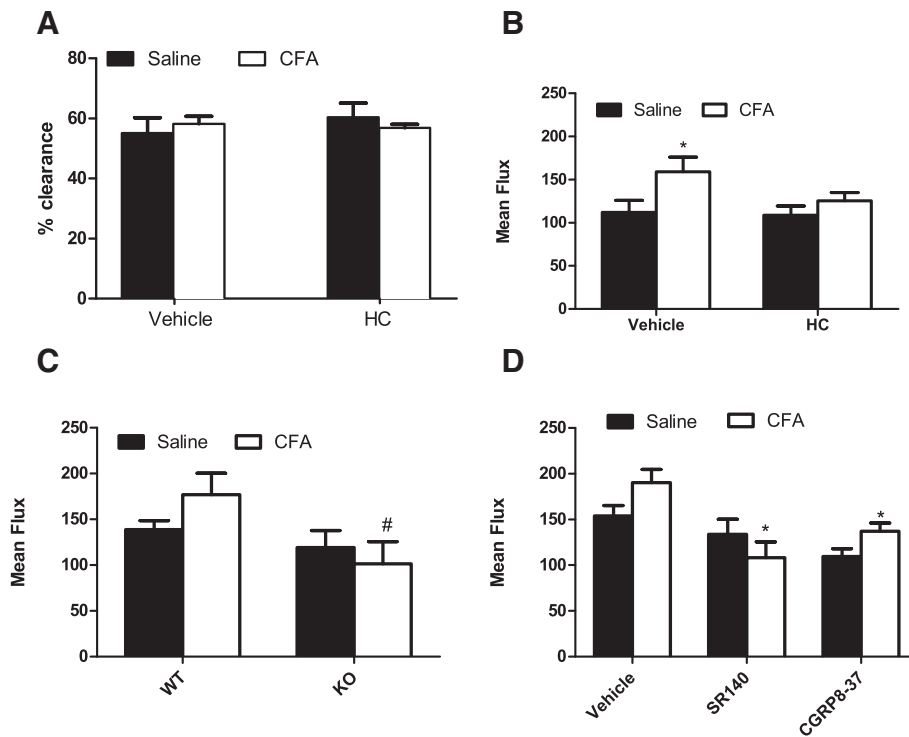 A
80
60
40
20
0
% clearance
Saline CFA
Vehicle HC
B
250
200
150
100
50
0
Mean Flux
Saline CFA
*
Vehicle HC
C
250
200
150
100
50
0
Mean Flux
Saline CFA
#
WT KO
D
250
200
150
100
50
0
Mean Flux
Saline CFA
* *
Vehicle SR140 CGRP8-37